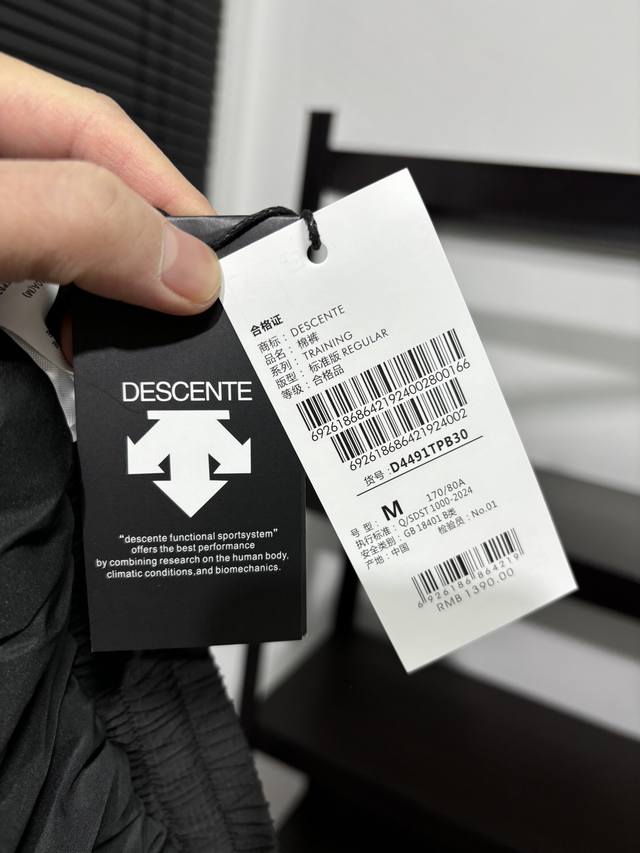 DESCENTE
"descente functional sportsystem"
offers the best performance
by combining research on the human body,
climatic conditions,and biomechanics.
合格证
商标：DESCENTE
品名：棉裤
系列：TRAINING
版型：标准版 REGULAR
等级：合格品
692618686421924002800166
692618686421924002
货号：D4491TPB30
号型：M 170/80A
执行标准：Q/SDST 1000-2024
安全类别：GB 18401 B类
产地：中国 检验员：No.01
6926186864219
RMB 1390.00